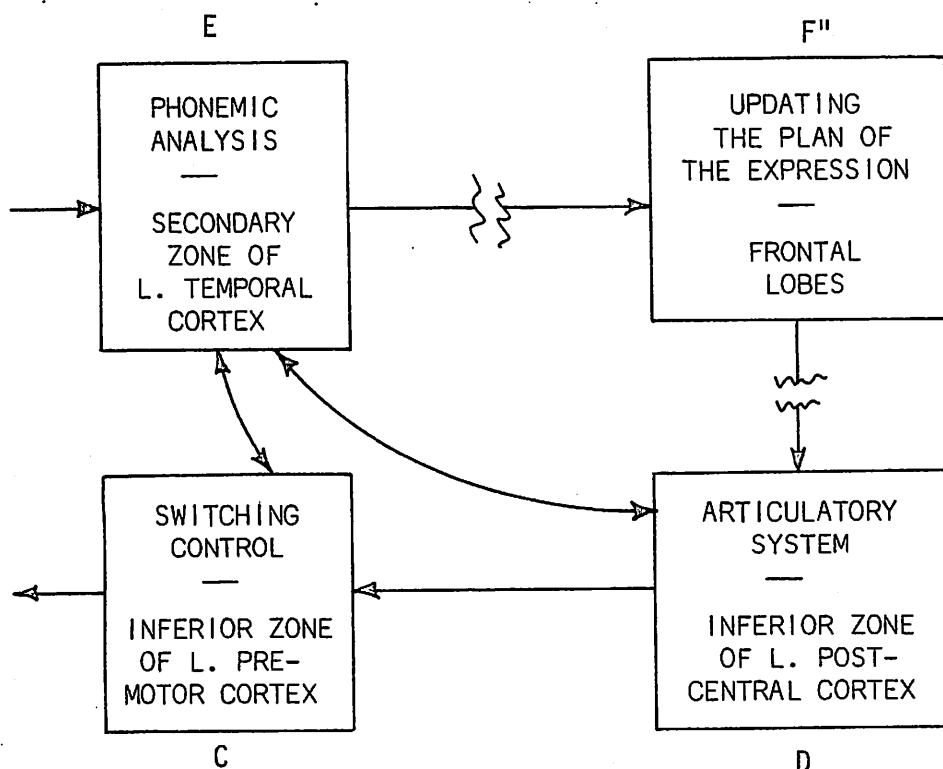 E
PHONEMIC
ANALYSIS
—
SECONDARY
ZONE OF
L. TEMPORAL
CORTEX
F"
UPDATING
THE PLAN OF
THE EXPRESSION
—
FRONTAL
LOBES
SWITCHING
CONTROL
—
INFERIOR ZONE
OF L. PRE-
MOTOR CORTEX
C
ARTICULATORY
SYSTEM
—
INFERIOR ZONE
OF L. POST-
CENTRAL CORTEX
D